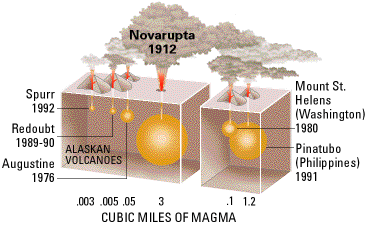 Novarupta
1912
Spurr
1992
Redoubt
1989-90
Augustine
1976
ALASKAN
VOLCANOES
Mount St.
Helens
(Washington)
1980
Pinatubo
(Philippines)
1991
.003 .005 .05 3 .1 1.2
CUBIC MILES OF MAGMA